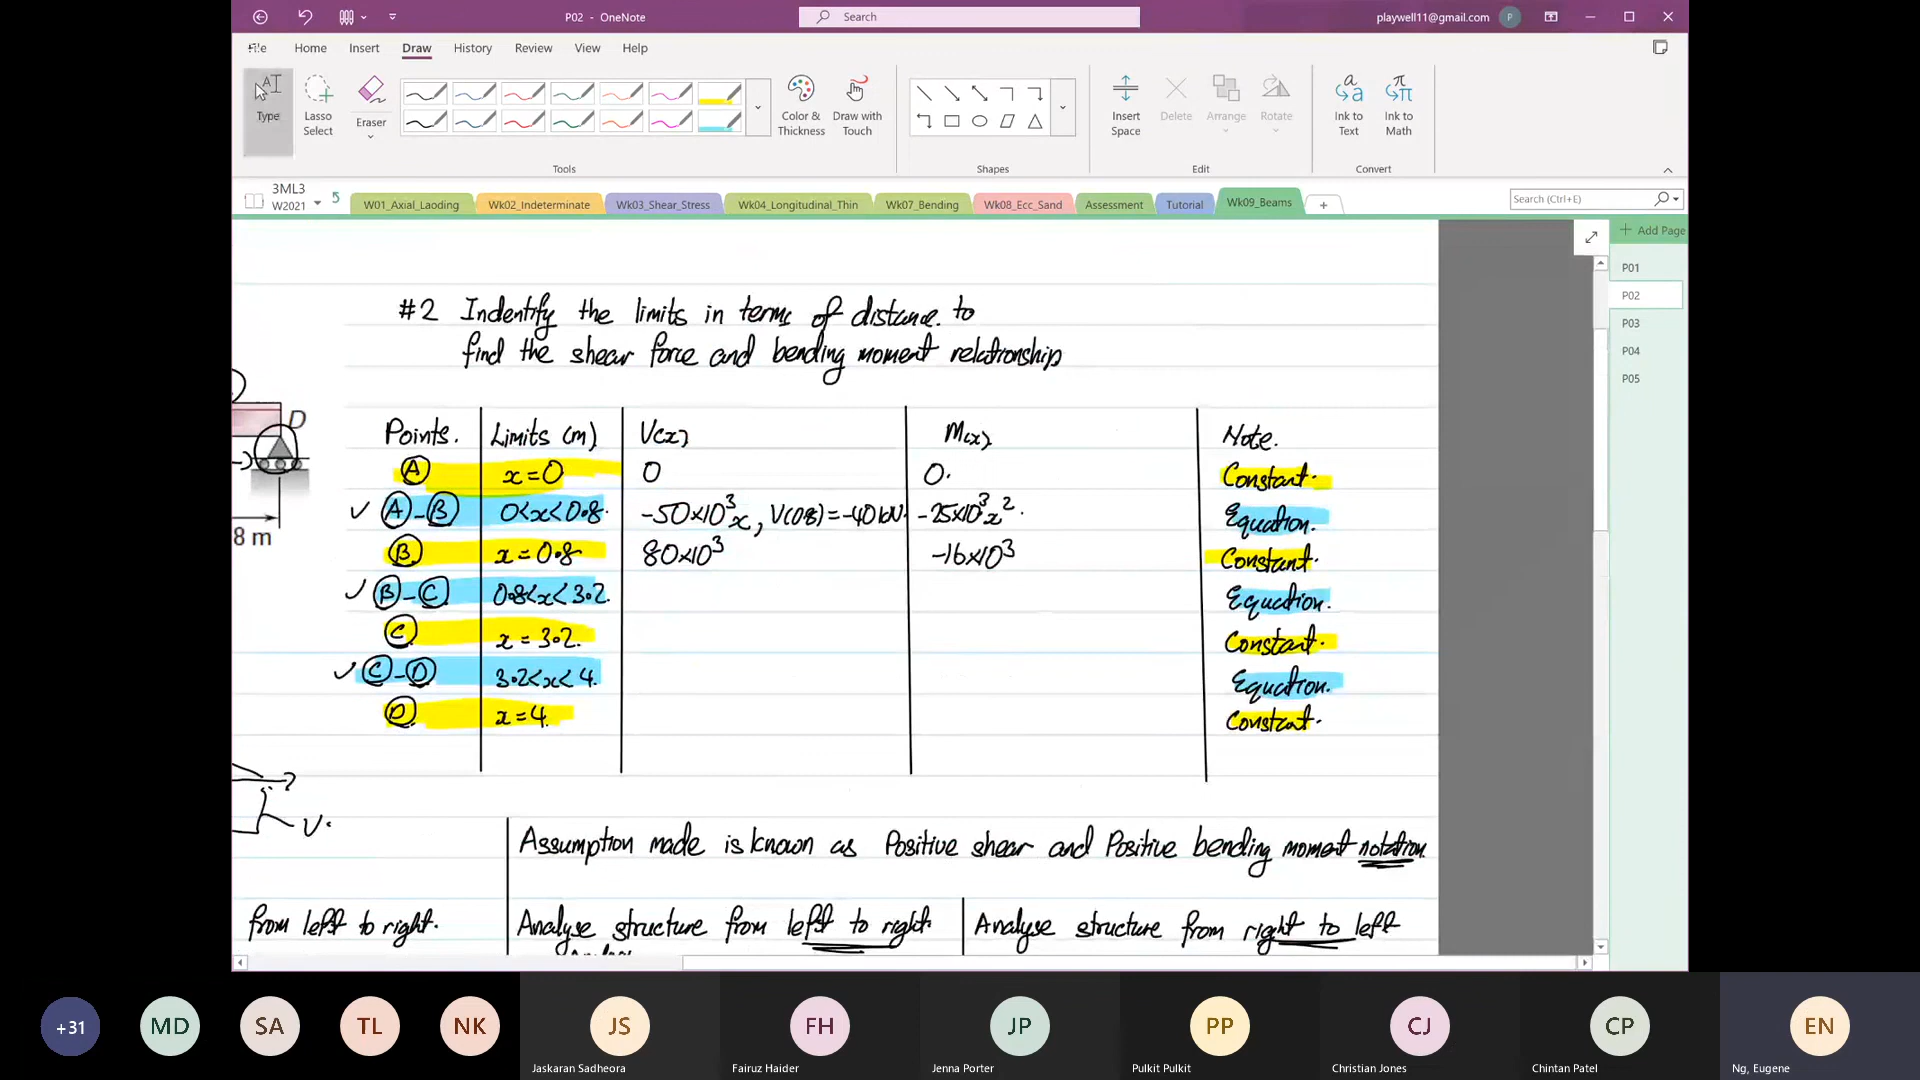 P02 - OneNote
Search
playwell11@gmail.com
P
File Home Insert Draw History Review View Help
Type
Lasso Select
Eraser
Color & Thickness
Draw with Touch
Insert Space
Delete
Arrange
Rotate
Ink to Text
Ink to Math
Tools
Shapes
Edit
Convert
3ML3 W2021
W01_Axial_Laoding Wk02_Indeterminate Wk03_Shear_Stress Wk04_Longitudinal_Thin Wk07_Bending Wk08_Ecc_Sand Assessment Tutorial Wk09_Beams
Search (Ctrl+E)
Add Page
P01
P02
P03
P04
P05
#2 Indentify the limits in terms of distance. to
find the shear force and bending moment relationship
D
8 m
Points. Limits (m) V(x) M(x) Note.
A x=0 0 0. Constant.
✓ A-B 0<x<0.8. -50×10³x, V(0.8)=-40kN. -25×10³x². Equation.
B. x=0.8 80×10³ -16×10³ Constant.
✓ B-C 0.8<x<3.2. Equation.
C. x=3.2. Constant.
✓ C-D 3.2<x<4. Equation.
D. x=4. Constant.
?
V.
Assumption made is known as Positive shear and Positive bending moment notation.
from left to right. Analyse structure from left to right. Analyse structure from right to left
+31 MD SA TL NK JS FH JP PP CJ CP EN
Jaskaran Sadheora Fairuz Haider Jenna Porter Pulkit Pulkit Christian Jones Chintan Patel Ng, Eugene